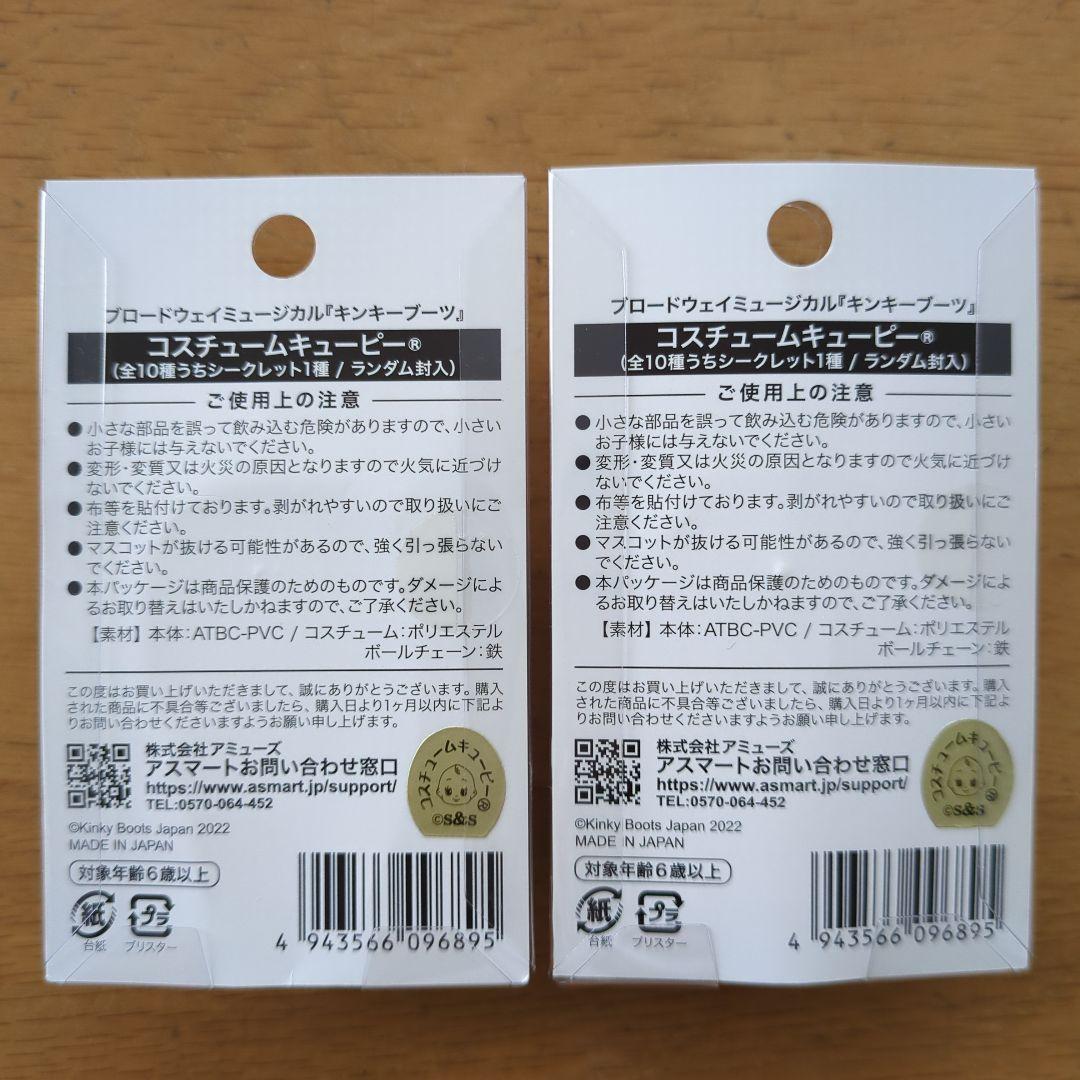 ブロードウェイミュージカル『キンキーブーツ』
コスチュームキューピー®
(全10種うちシークレット1種 / ランダム封入)
ご使用上の注意
● 小さな部品を誤って飲み込む危険がありますので、小さい
お子様には与えないでください。
● 変形・変質又は火災の原因となりますので火気に近づけ
ないでください。
● 布等を貼付けております。剥がれやすいので取り扱いにご
注意ください。
● マスコットが抜ける可能性があるので、強く引っ張らない
でください。
● 本パッケージは商品保護のためのものです。ダメージによ
るお取り替えはいたしかねますので、ご了承ください。
【素材】本体:ATBC-PVC / コスチューム:ポリエステル
ボールチェーン:鉄
この度はお買い上げいただきまして、誠にありがとうございます。購入
された商品に不具合等ございましたら、購入日より1ヶ月以内に下記よ
りお問い合わせくださいますようお願い申し上げます。
株式会社アミューズ
アスマートお問い合わせ窓口
https://www.asmart.jp/support/
TEL:0570-064-452
コスチュームキューピー®
©S&S
©Kinky Boots Japan 2022
MADE IN JAPAN
対象年齢6歳以上
紙
台紙
プラ
ブリスター
4 943566 096895
ブロードウェイミュージカル『キンキーブーツ』
コスチュームキューピー®
(全10種うちシークレット1種 / ランダム封入)
ご使用上の注意
● 小さな部品を誤って飲み込む危険がありますので、小さい
お子様には与えないでください。
● 変形・変質又は火災の原因となりますので火気に近づけ
ないでください。
● 布等を貼付けております。剥がれやすいので取り扱いにご
注意ください。
● マスコットが抜ける可能性があるので、強く引っ張らない
でください。
● 本パッケージは商品保護のためのものです。ダメージによ
るお取り替えはいたしかねますので、ご了承ください。
【素材】本体:ATBC-PVC / コスチューム:ポリエステル
ボールチェーン:鉄
この度はお買い上げいただきまして、誠にありがとうございます。購入
された商品に不具合等ございましたら、購入日より1ヶ月以内に下記よ
りお問い合わせくださいますようお願い申し上げます。
株式会社アミューズ
アスマートお問い合わせ窓口
https://www.asmart.jp/support/
TEL:0570-064-452
コスチュームキューピー®
©S&S
©Kinky Boots Japan 2022
MADE IN JAPAN
対象年齢6歳以上
紙
台紙
プラ
ブリスター
4 943566 096895